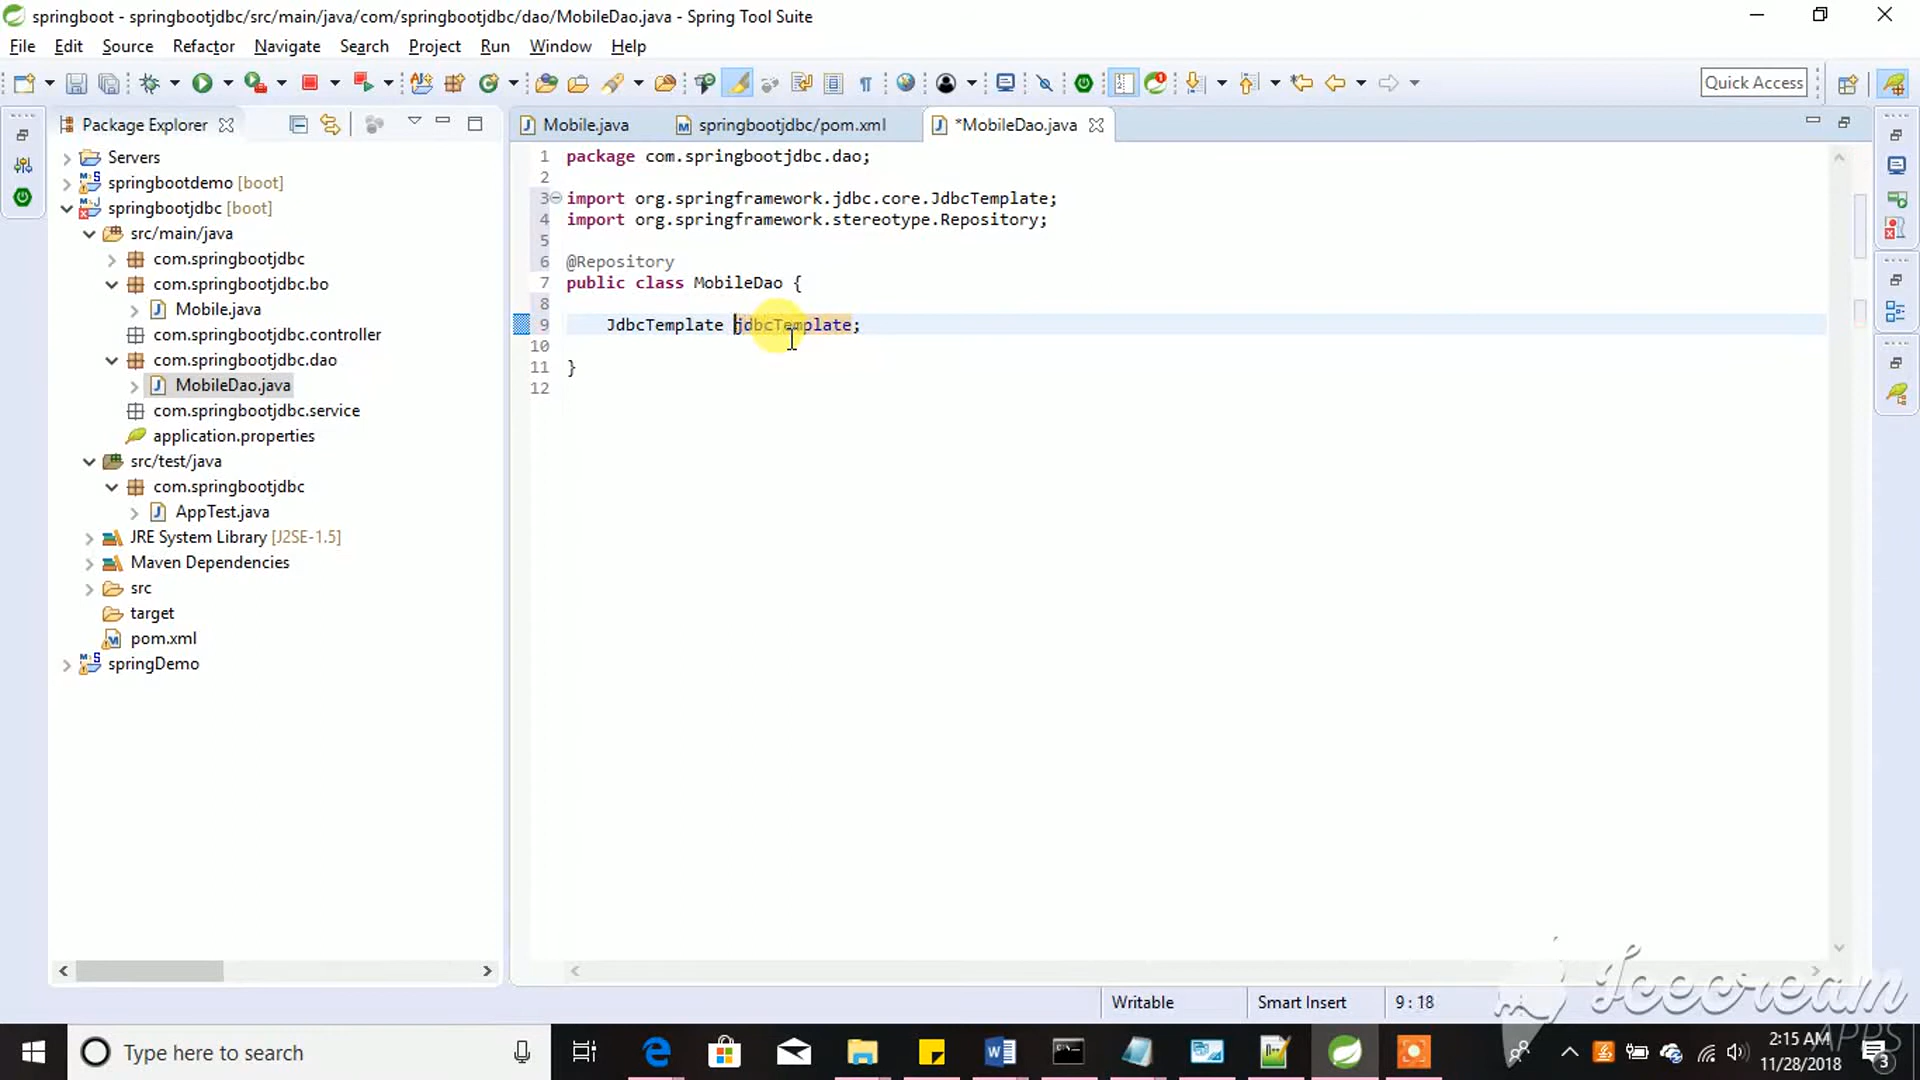 springboot - springbootjdbc/src/main/java/com/springbootjdbc/dao/MobileDao.java - Spring Tool Suite
File Edit Source Refactor Navigate Search Project Run Window Help
Quick Access
Package Explorer
Servers
springbootdemo [boot]
springbootjdbc [boot]
src/main/java
com.springbootjdbc
com.springbootjdbc.bo
Mobile.java
com.springbootjdbc.controller
com.springbootjdbc.dao
MobileDao.java
com.springbootjdbc.service
application.properties
src/test/java
com.springbootjdbc
AppTest.java
JRE System Library [J2SE-1.5]
Maven Dependencies
src
target
pom.xml
springDemo
Mobile.java springbootjdbc/pom.xml *MobileDao.java
1 package com.springbootjdbc.dao;
2
3 import org.springframework.jdbc.core.JdbcTemplate;
4 import org.springframework.stereotype.Repository;
5
6 @Repository
7 public class MobileDao {
8
9 JdbcTemplate jdbcTemplate;
10
11 }
12
Writable Smart Insert 9 : 18
Icecream
APPS
Type here to search
2:15 AM
11/28/2018
3